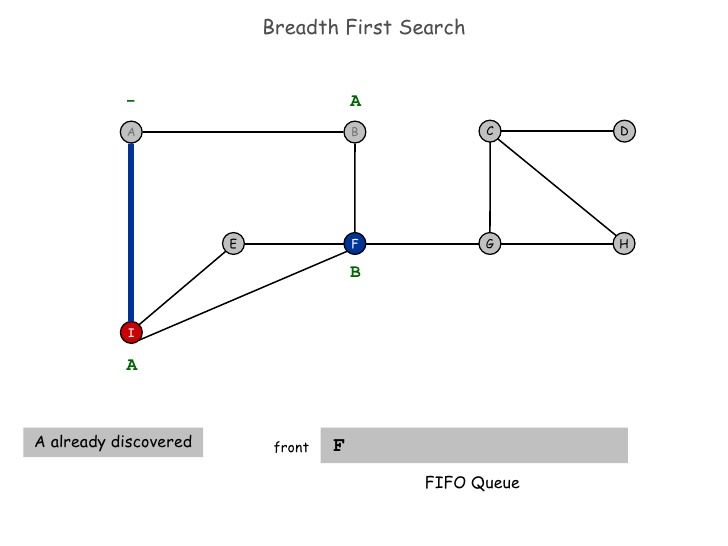 Breadth First Search
- A
A B C D
E F G H
B
I
A
A already discovered
front F
FIFO Queue